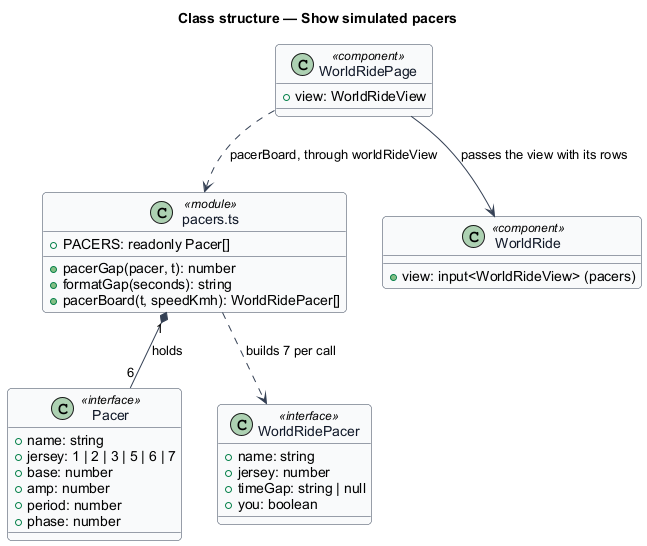 Class structure — Show simulated pacers
«component»
C WorldRidePage
view: WorldRideView
pacerBoard, through worldRideView
passes the view with its rows
«module»
C pacers.ts
PACERS: readonly Pacer[]
pacerGap(pacer, t): number
formatGap(seconds): string
pacerBoard(t, speedKmh): WorldRidePacer[]
«component»
C WorldRide
view: input<WorldRideView> (pacers)
1
holds
6
builds 7 per call
«interface»
C Pacer
name: string
jersey: 1 | 2 | 3 | 5 | 6 | 7
base: number
amp: number
period: number
phase: number
«interface»
C WorldRidePacer
name: string
jersey: number
timeGap: string | null
you: boolean